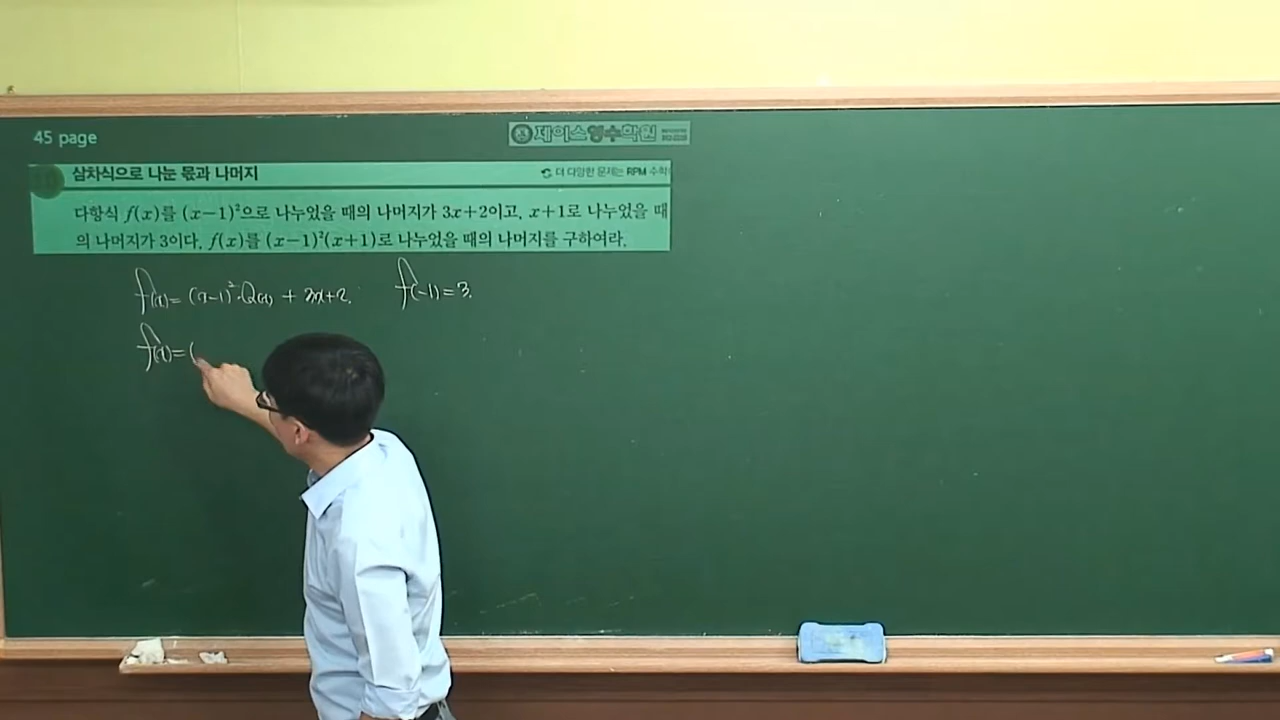 45 page
제이스영수학원
삼차식으로 나눈 몫과 나머지
더 다양한 문제는 RPM 수학
다항식 f(x)를 (x-1)²으로 나누었을 때의 나머지가 3x+2이고, x+1로 나누었을 때
의 나머지가 3이다. f(x)를 (x-1)²(x+1)로 나누었을 때의 나머지를 구하여라.
f(x)=(x-1)²·Q(x)+3x+2. f(-1)=3.
f(x)=(